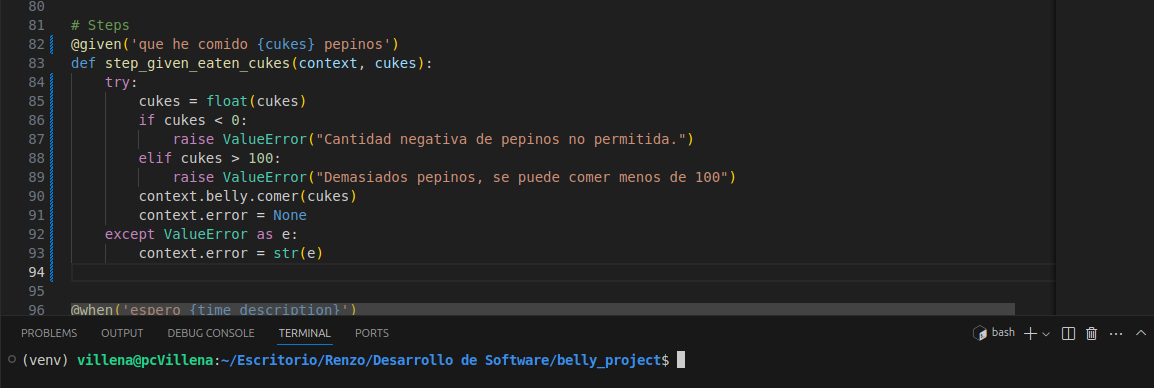 80
81 # Steps
82 @given('que he comido {cukes} pepinos')
83 def step_given_eaten_cukes(context, cukes):
84     try:
85         cukes = float(cukes)
86         if cukes < 0:
87             raise ValueError("Cantidad negativa de pepinos no permitida.")
88         elif cukes > 100:
89             raise ValueError("Demasiados pepinos, se puede comer menos de 100")
90         context.belly.comer(cukes)
91         context.error = None
92     except ValueError as e:
93         context.error = str(e)
94
95
96 @when('espero {time_description}')
PROBLEMS OUTPUT DEBUG CONSOLE TERMINAL PORTS bash
(venv) villena@pcVillena:~/Escritorio/Renzo/Desarrollo de Software/belly_project$